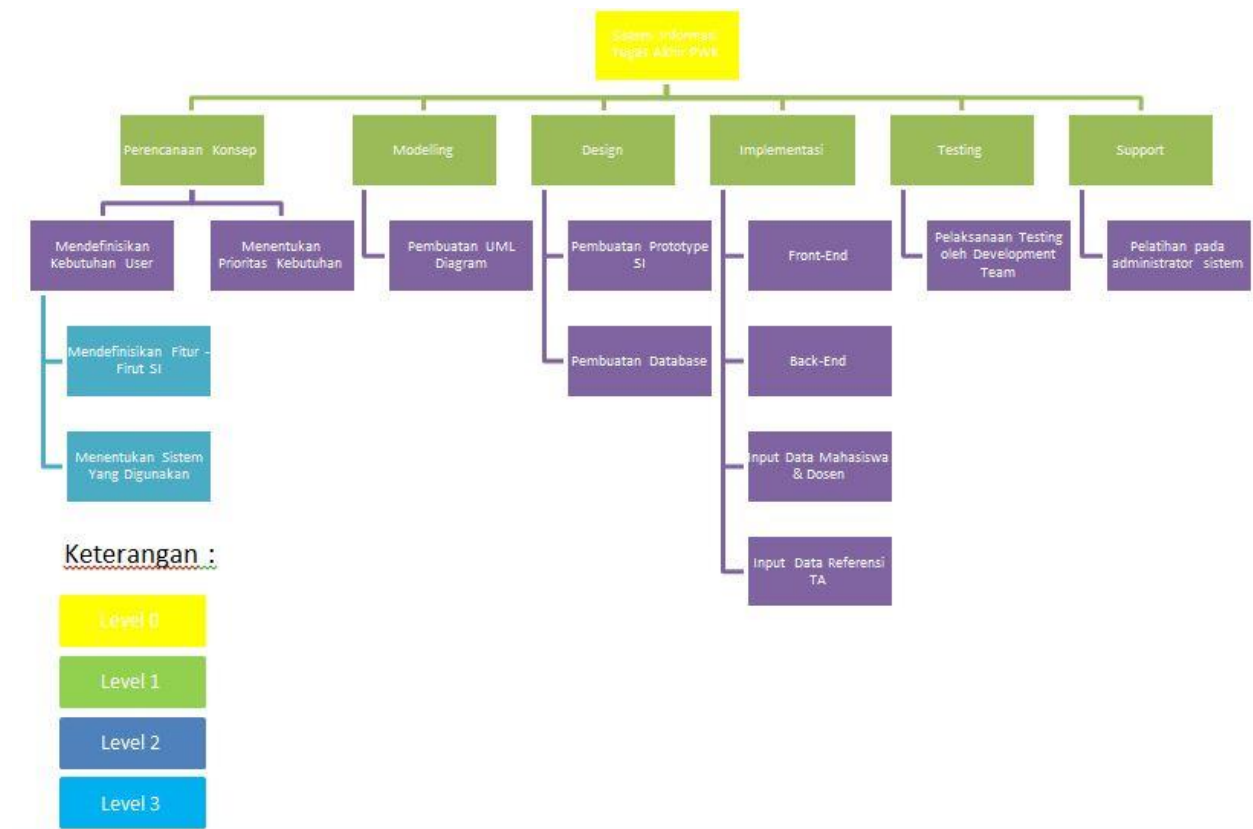 Sistem Informasi
Tugas Akhir PWK
Perencanaan Konsep
Modelling
Design
Implementasi
Testing
Support
Mendefinisikan
Kebutuhan User
Menentukan
Prioritas Kebutuhan
Pembuatan UML
Diagram
Pembuatan Prototype
SI
Front-End
Pelaksanaan Testing
oleh Development
Team
Pelatihan pada
administrator sistem
Mendefinisikan Fitur -
Firut SI
Pembuatan Database
Back-End
Menentukan Sistem
Yang Digunakan
Input Data Mahasiswa
& Dosen
Input Data Referensi
TA
Keterangan :
Level 0
Level 1
Level 2
Level 3